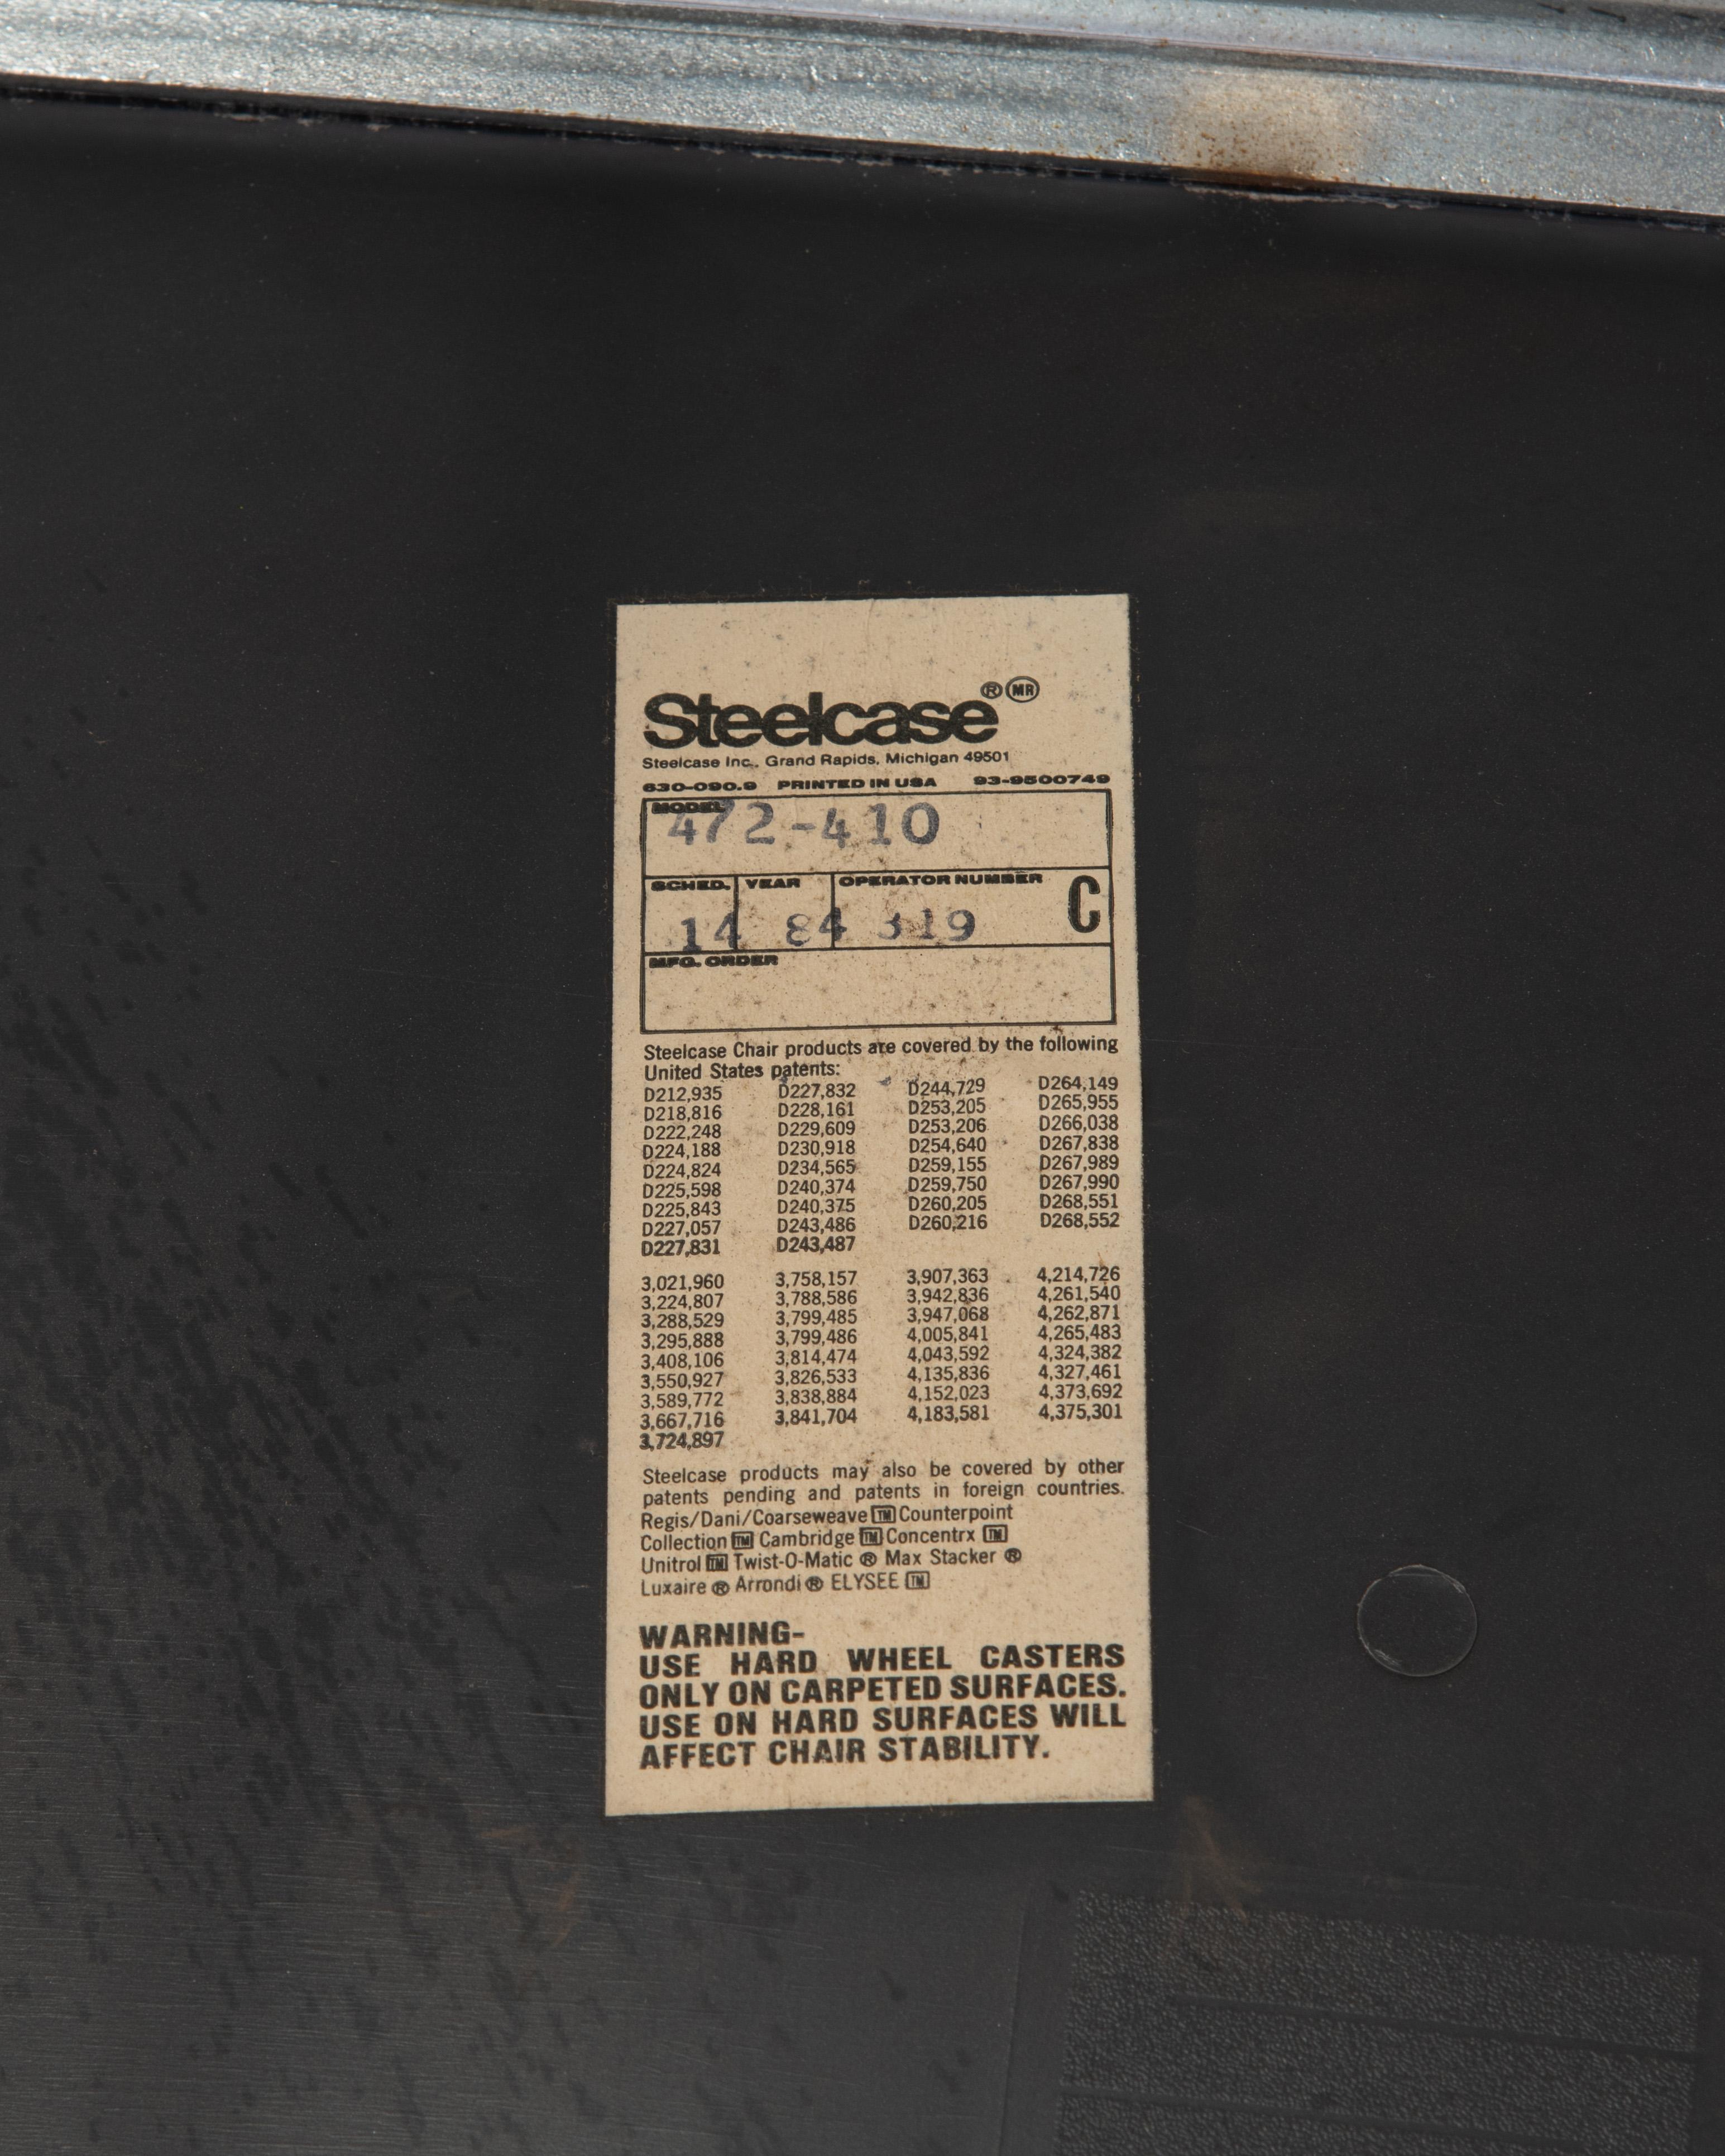 Steelcase ® MR
Steelcase Inc., Grand Rapids, Michigan 49501
630-090.9 PRINTED IN USA 93-9500749
MODEL
472-410
SCHED. YEAR OPERATOR NUMBER C
14 84 319
MFG. ORDER
Steelcase Chair products are covered by the following
United States patents:
D212,935 D227,832 D244,729 D264,149
D218,816 D228,161 D253,205 D265,955
D222,248 D229,609 D253,206 D266,038
D224,188 D230,918 D254,640 D267,838
D224,824 D234,565 D259,155 D267,989
D225,598 D240,374 D259,750 D267,990
D225,843 D240,375 D260,205 D268,551
D227,057 D243,486 D260,216 D268,552
D227,831 D243,487
3,021,960 3,758,157 3,907,363 4,214,726
3,224,807 3,788,586 3,942,836 4,261,540
3,288,529 3,799,485 3,947,068 4,262,871
3,295,888 3,799,486 4,005,841 4,265,483
3,408,106 3,814,474 4,043,592 4,324,382
3,550,927 3,826,533 4,135,836 4,327,461
3,589,772 3,838,884 4,152,023 4,373,692
3,667,716 3,841,704 4,183,581 4,375,301
3,724,897
Steelcase products may also be covered by other
patents pending and patents in foreign countries.
Regis/Dani/Coarseweave TM Counterpoint
Collection TM Cambridge TM Concentrx TM
Unitrol TM Twist-O-Matic ® Max Stacker ®
Luxaire ® Arrondi ® ELYSEE TM
WARNING-
USE HARD WHEEL CASTERS
ONLY ON CARPETED SURFACES.
USE ON HARD SURFACES WILL
AFFECT CHAIR STABILITY.